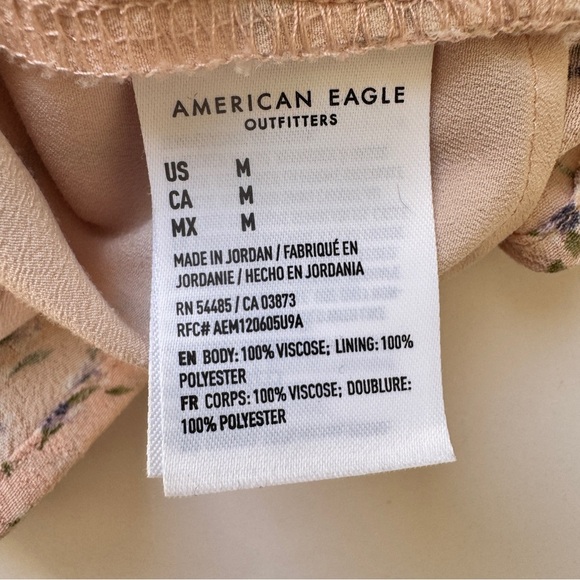 AMERICAN EAGLE
OUTFITTERS
US M
CA M
MX M
MADE IN JORDAN / FABRIQUÉ EN
JORDANIE / HECHO EN JORDANIA
RN 54485 / CA 03873
RFC# AEM120605U9A
EN BODY: 100% VISCOSE; LINING: 100%
POLYESTER
FR CORPS: 100% VISCOSE; DOUBLURE:
100% POLYESTER